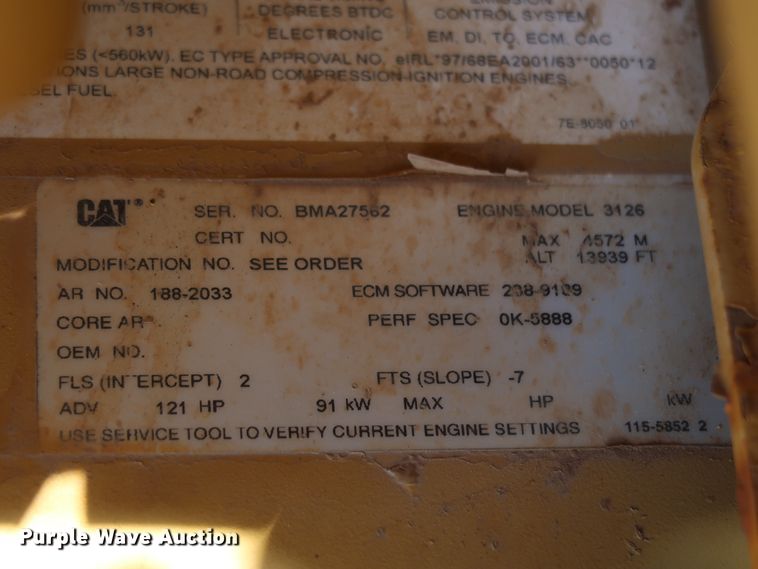 (mm³/STROKE) DEGREES BTDC CONTROL SYSTEM
131 ELECTRONIC EM, DI, TO, ECM, CAC
ES (<560kW). EC TYPE APPROVAL NO. eIRL*97/68EA2001/63**0050*12
IONS LARGE NON-ROAD COMPRESSION-IGNITION ENGINES.
SEL FUEL.
7E-8050 01
CAT SER. NO. BMA27562 ENGINE MODEL 3126
CERT NO. MAX 4572 M
MODIFICATION NO. SEE ORDER ALT 13939 FT
AR NO. 188-2033 ECM SOFTWARE
CORE AR PERF SPEC 0K-5888
OEM NO.
FLS (INTERCEPT) 2 FTS (SLOPE) -7
ADV 121 HP 91 kW MAX HP kW
USE SERVICE TOOL TO VERIFY CURRENT ENGINE SETTINGS 115-5852 2
Purple Wave Auction